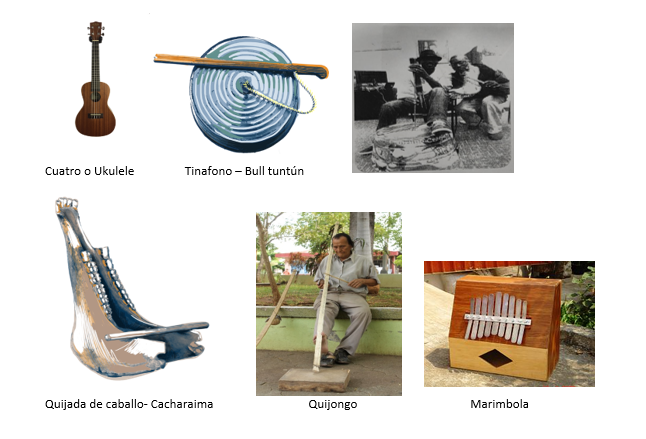 Cuatro o Ukulele
Tinafono – Bull tuntún
Quijada de caballo- Cacharaima
Quijongo
Marimbola